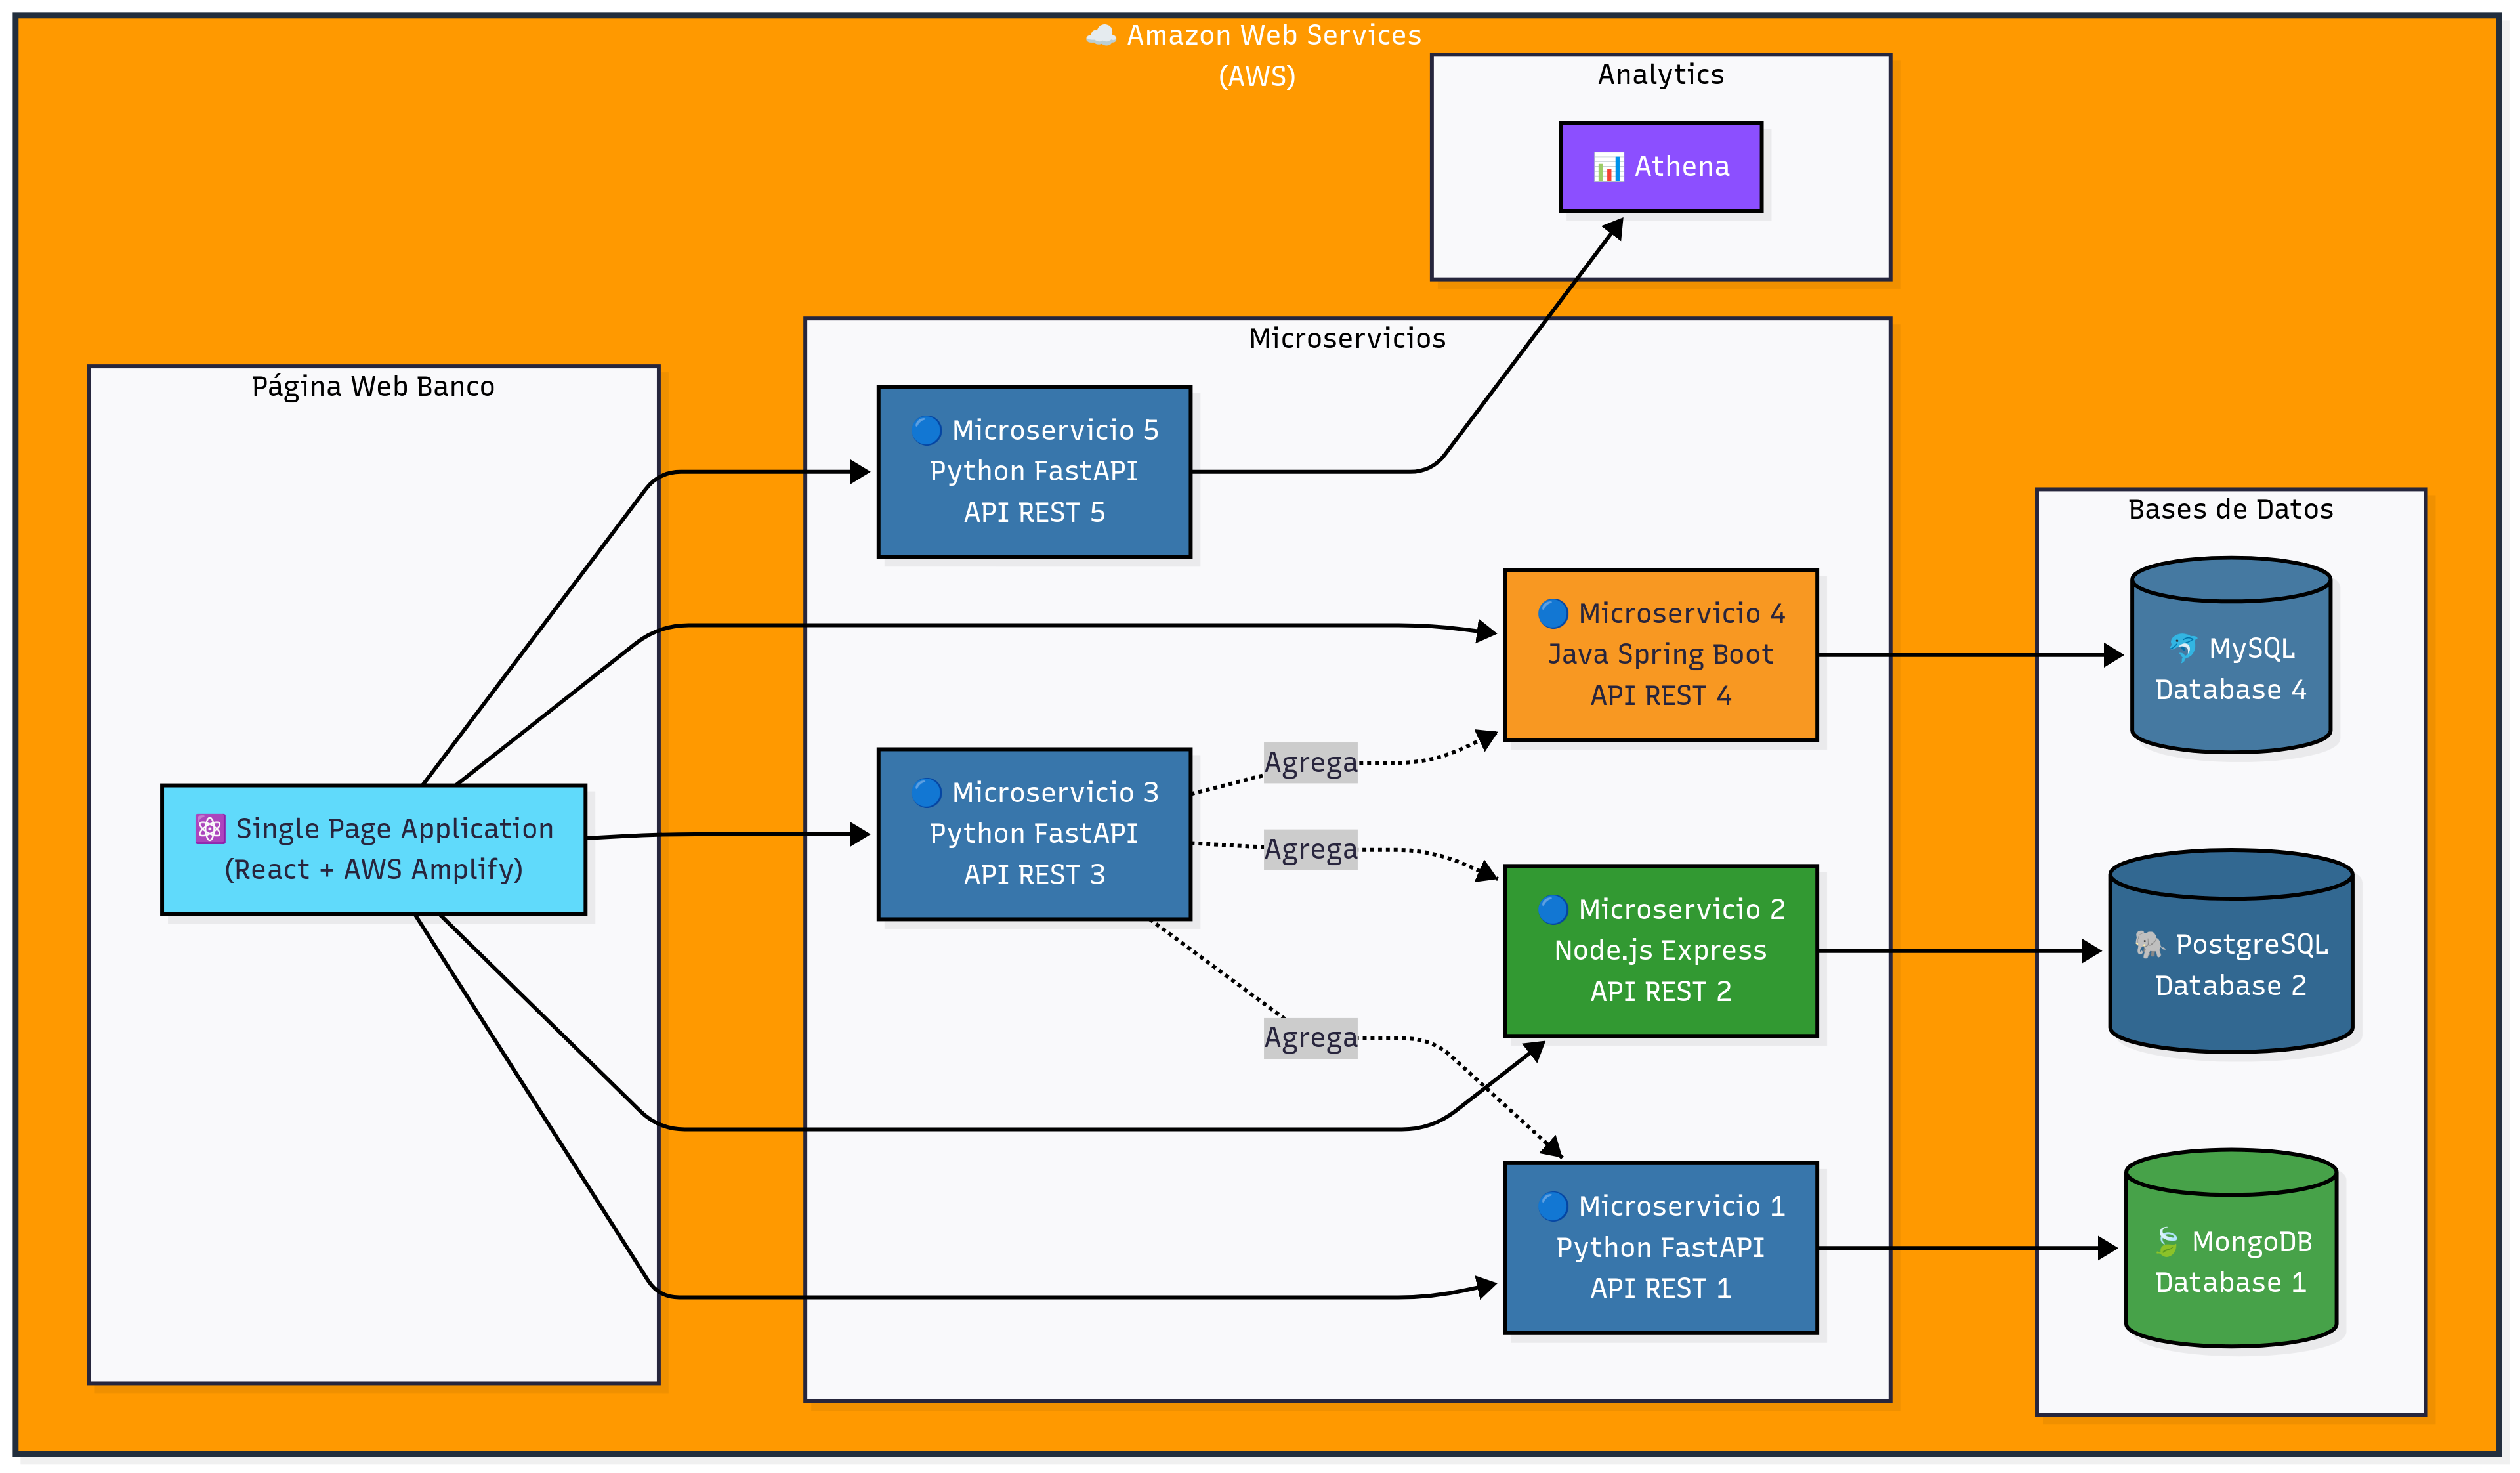 Amazon Web Services
(AWS)
Analytics
Athena
Microservicios
Página Web Banco
Microservicio 5
Python FastAPI
API REST 5
Bases de Datos
Microservicio 4
Java Spring Boot
API REST 4
MySQL
Database 4
Agrega
Microservicio 3
Python FastAPI
API REST 3
Single Page Application
(React + AWS Amplify)
Agrega
Microservicio 2
Node.js Express
API REST 2
PostgreSQL
Database 2
Agrega
Microservicio 1
Python FastAPI
API REST 1
MongoDB
Database 1